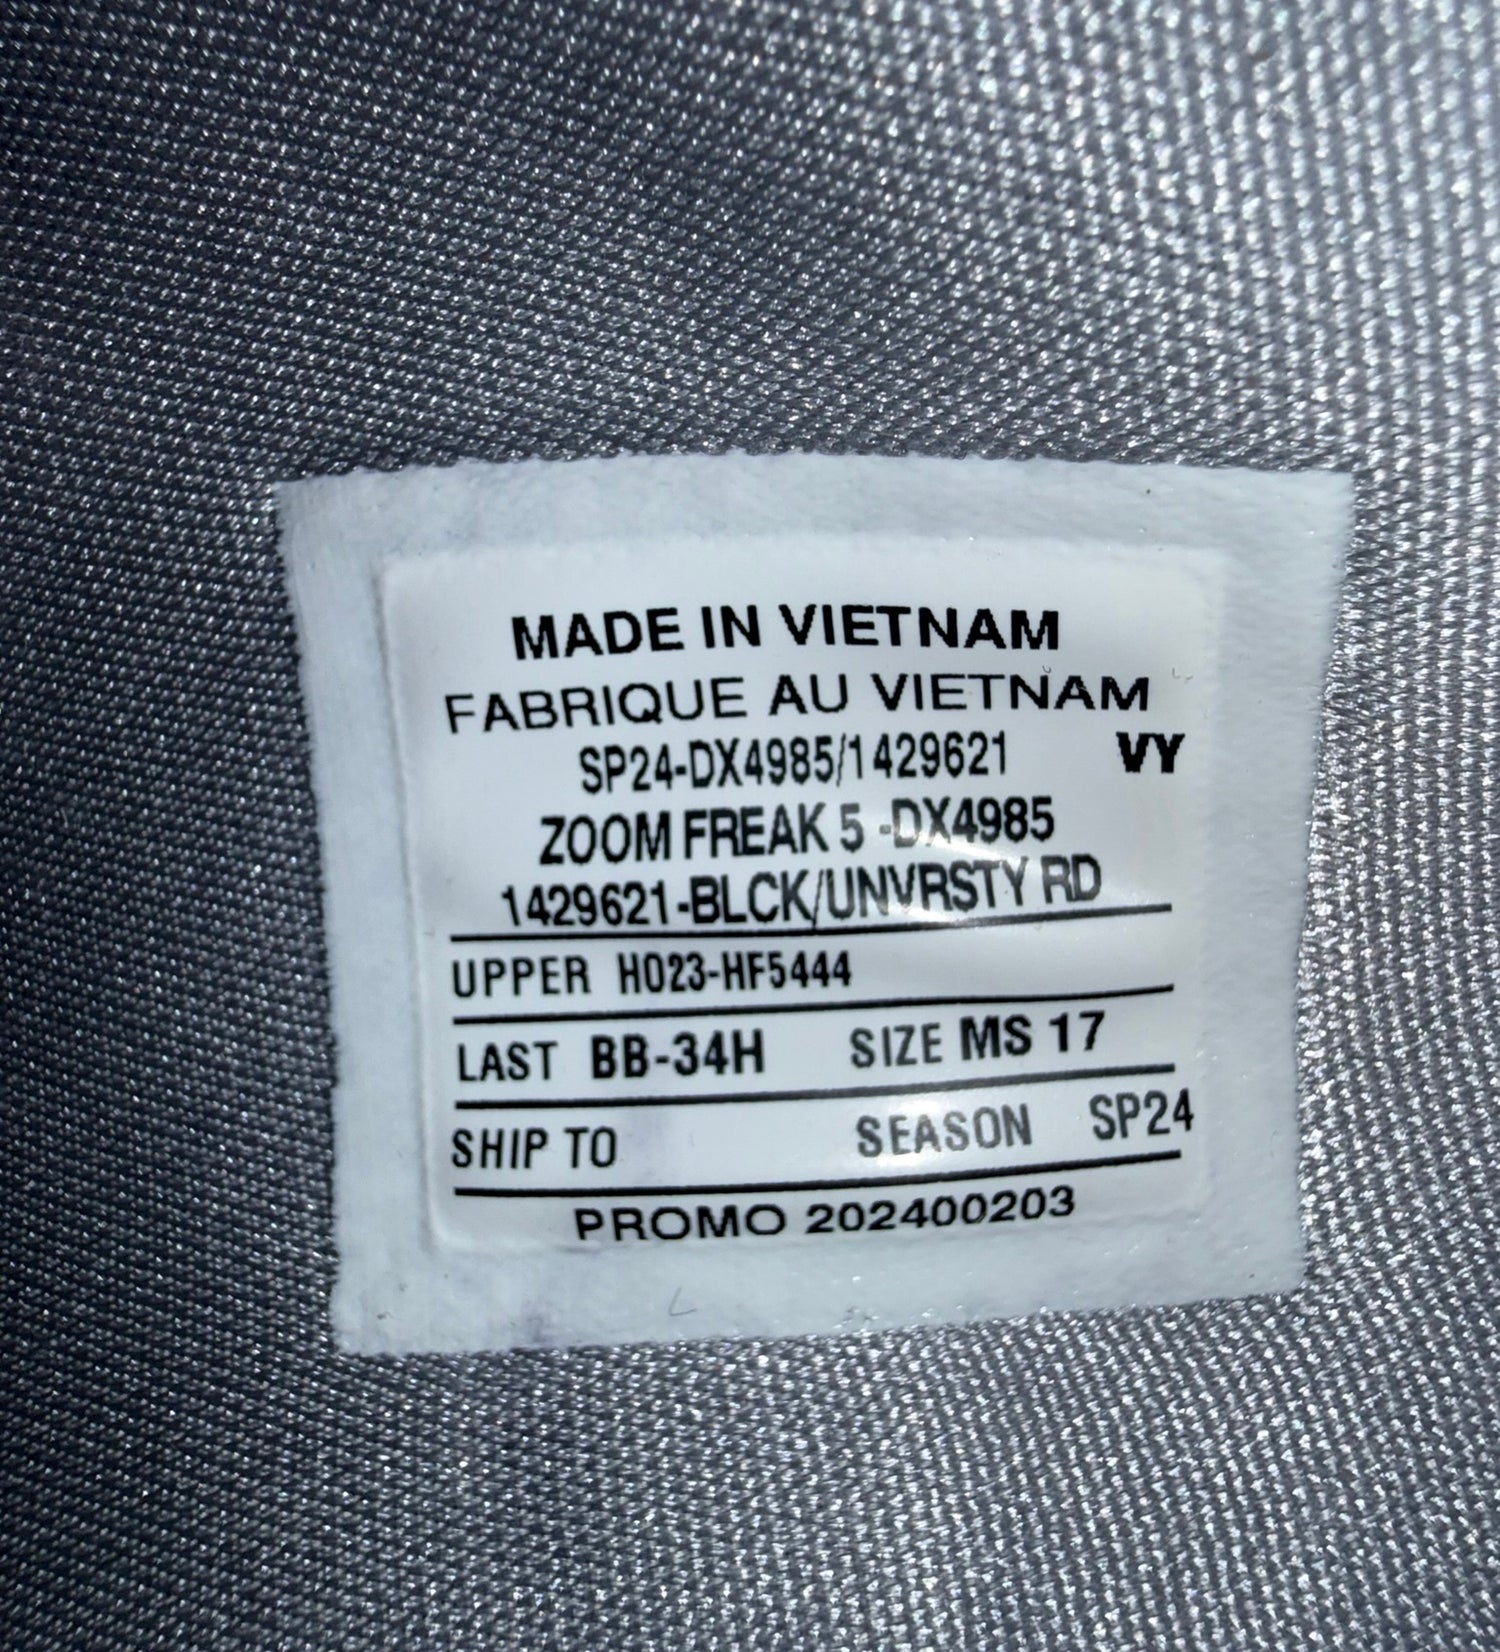 MADE IN VIETNAM
FABRIQUE AU VIETNAM
SP24-DX4985/1429621 VY
ZOOM FREAK 5 -DX4985
1429621-BLCK/UNVRSTY RD
UPPER HO23-HF5444
LAST BB-34H SIZE MS 17
SHIP TO SEASON SP24
PROMO 202400203